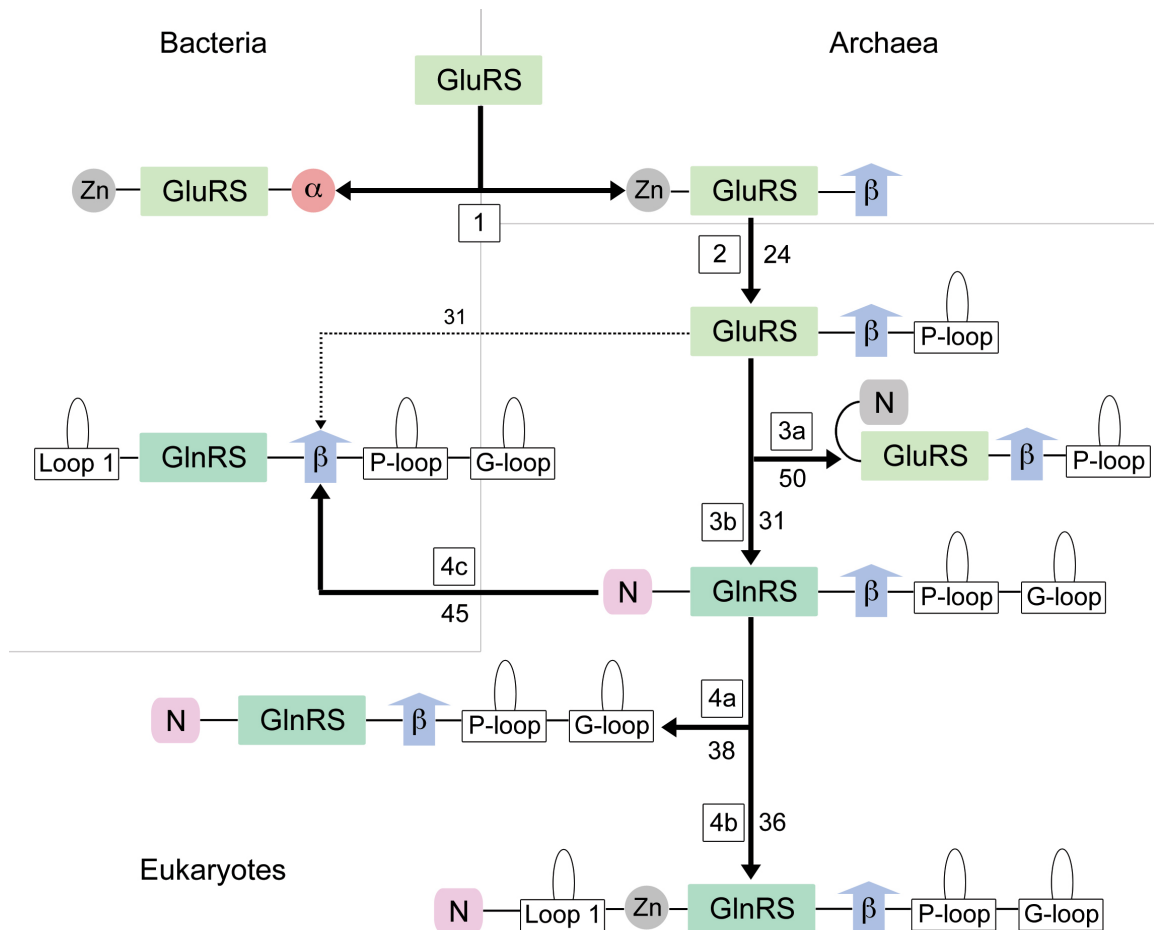 Bacteria
Archaea
GluRS
Zn
GluRS
α
Zn
GluRS
β
1
2
24
31
GluRS
β
P-loop
N
3a
GluRS
β
P-loop
50
Loop 1
GlnRS
β
P-loop
G-loop
3b
31
4c
45
N
GlnRS
β
P-loop
G-loop
4a
38
N
GlnRS
β
P-loop
G-loop
4b
36
Eukaryotes
N
Loop 1
Zn
GlnRS
β
P-loop
G-loop